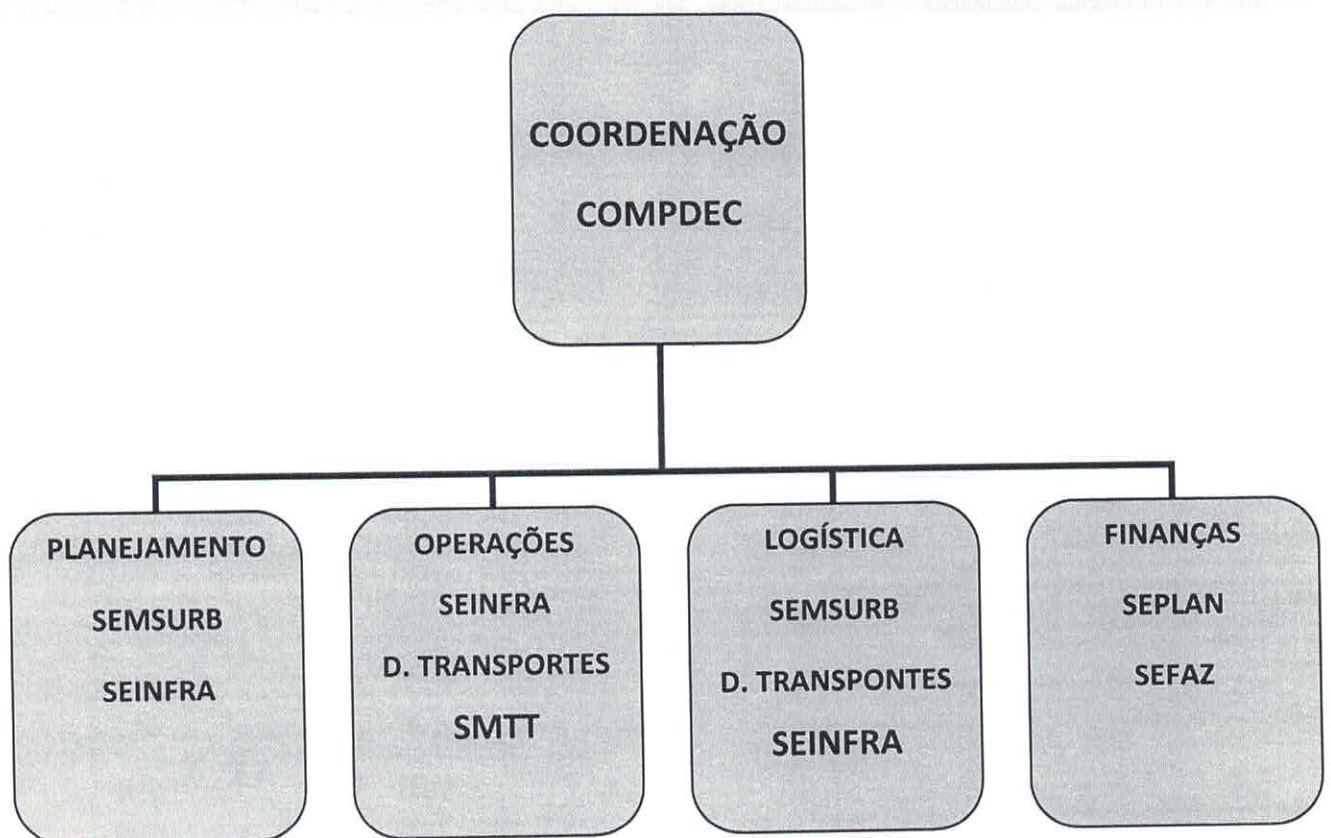 COORDENAÇÃO
COMPDEC
PLANEJAMENTO
SEMSURB
SEINFRA
OPERAÇÕES
SEINFRA
D. TRANSPORTES
SMTT
LOGÍSTICA
SEMSURB
D. TRANSPONTES
SEINFRA
FINANÇAS
SEPLAN
SEFAZ